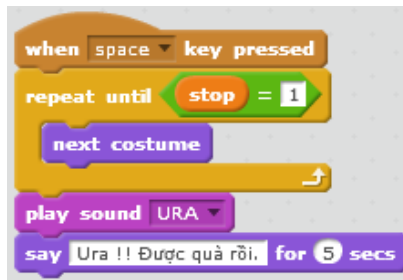 when space key pressed
repeat until stop = 1
next costume
play sound URA
say Ura !! Được quà rồi. for 5 secs